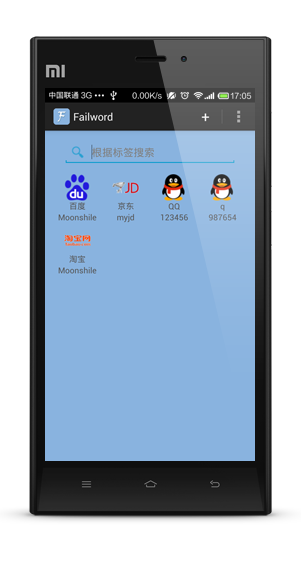 MI
中国联通 3G ••• 0.00K/s 17:05
F Failword +
根据标签搜索
du JD
百度 京东 QQ q
Moonshile myjd 123456 987654
淘宝网
淘宝
Moonshile